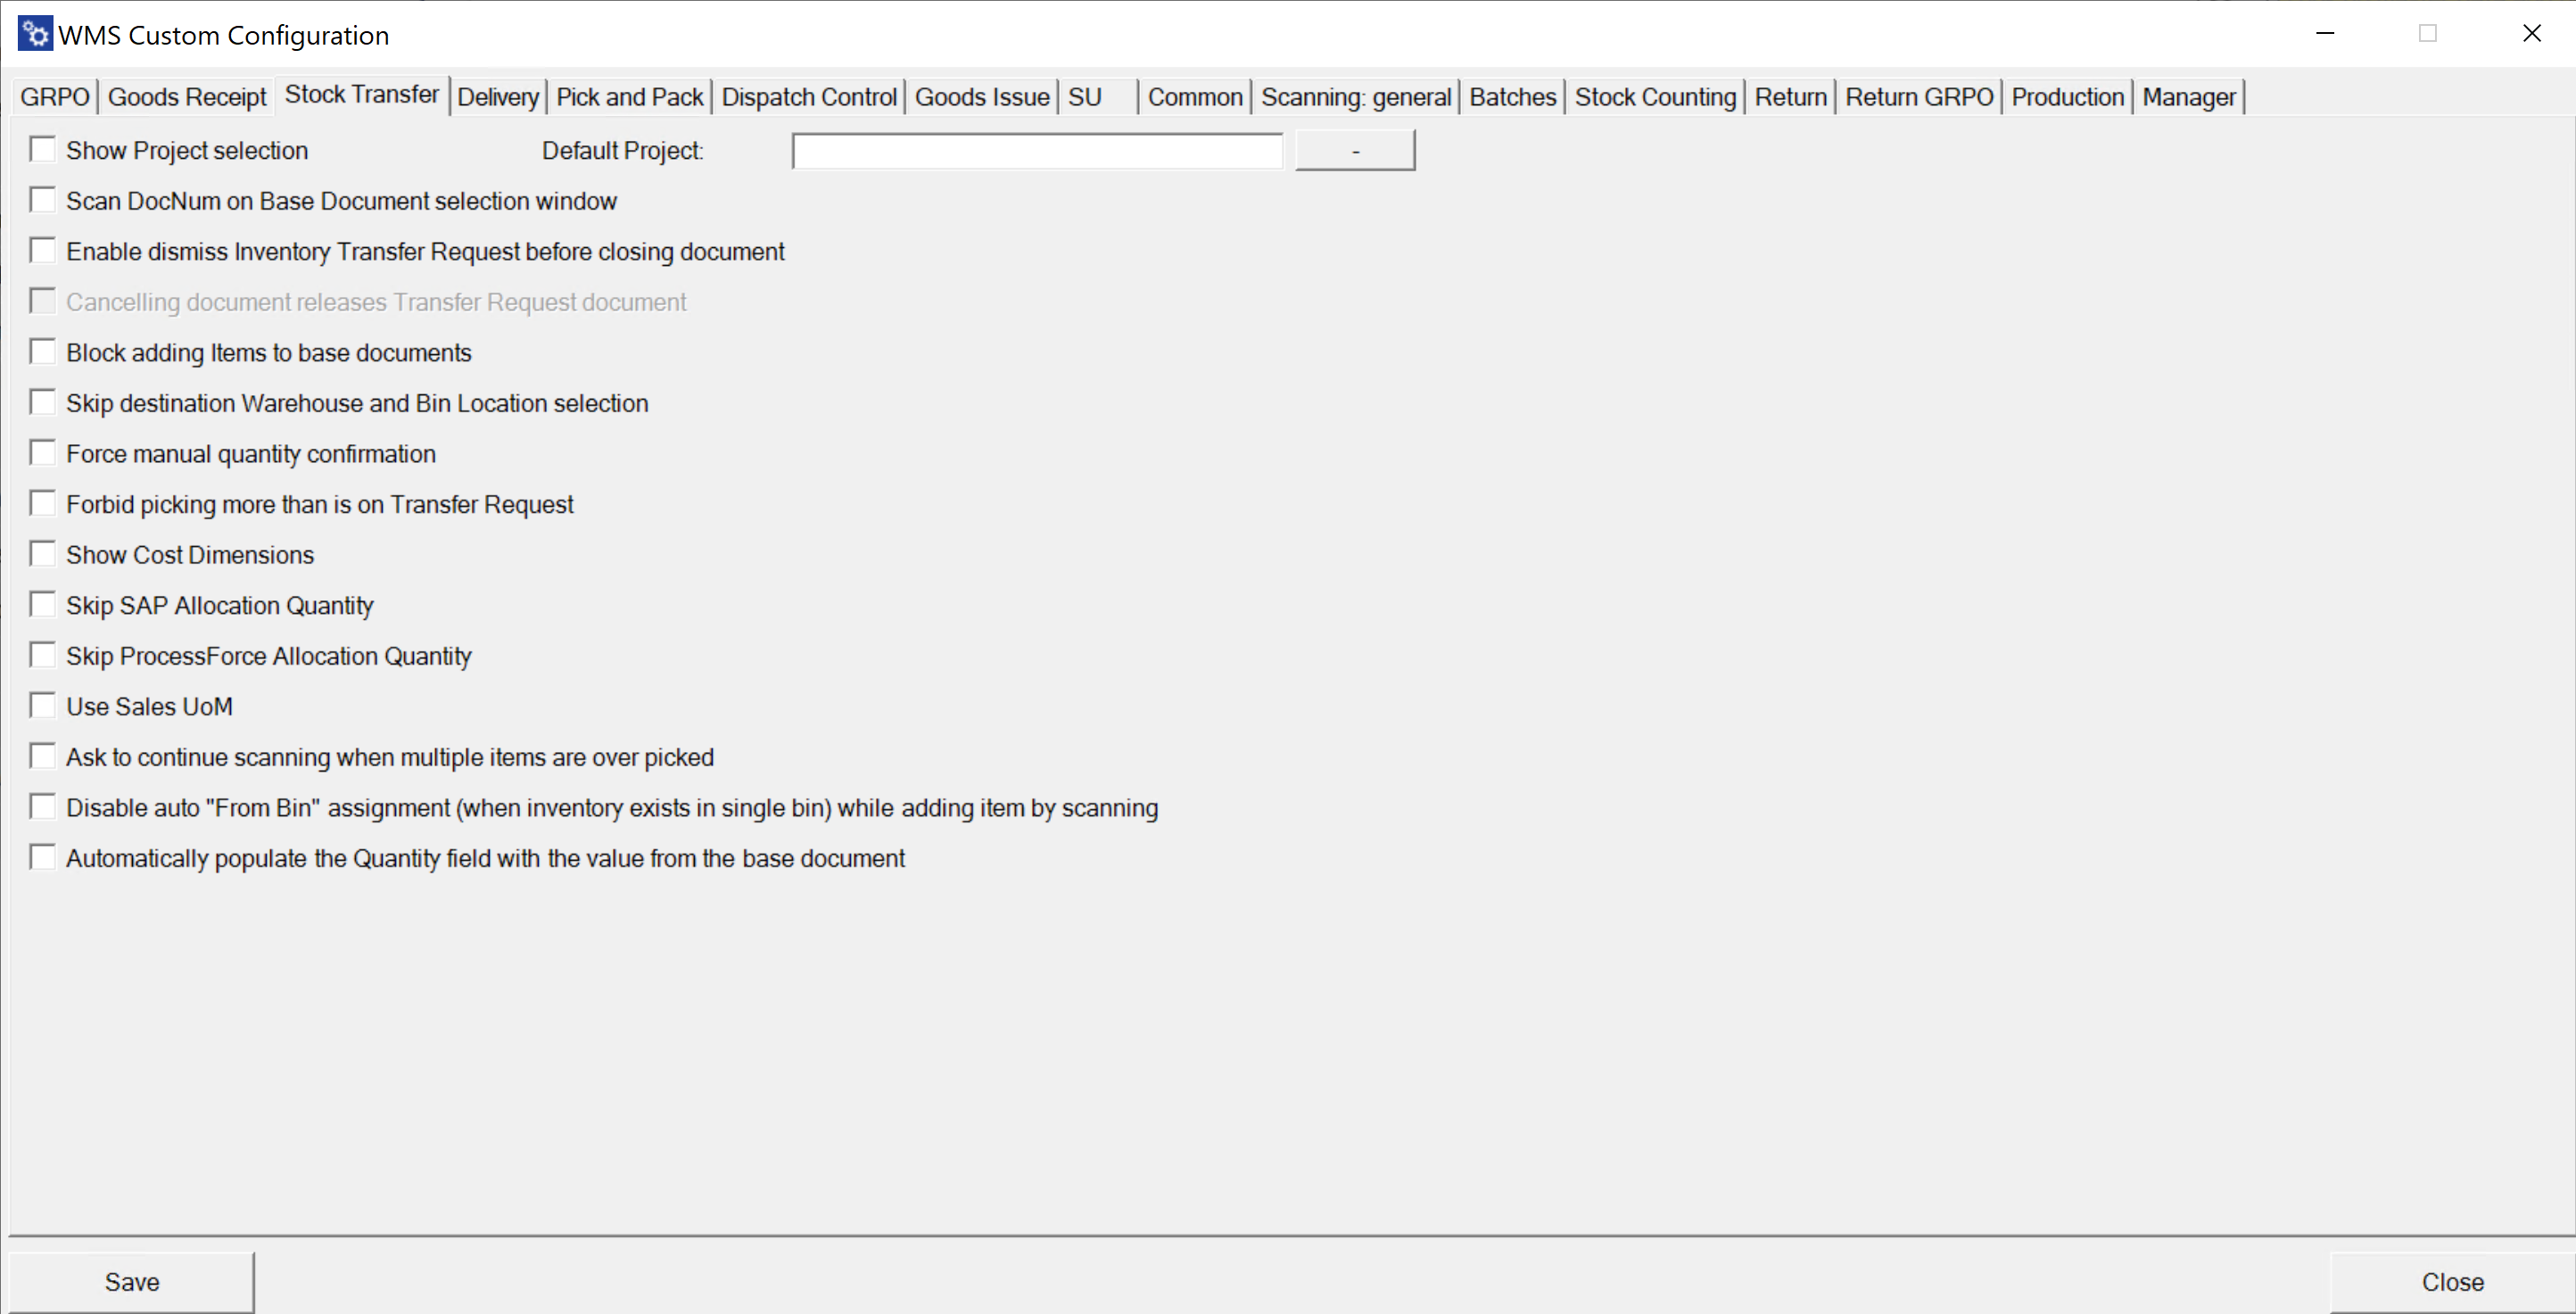 WMS Custom Configuration
GRPO Goods Receipt Stock Transfer Delivery Pick and Pack Dispatch Control Goods Issue SU Common Scanning: general Batches Stock Counting Return Return GRPO Production Manager
Show Project selection Default Project: -
Scan DocNum on Base Document selection window
Enable dismiss Inventory Transfer Request before closing document
Cancelling document releases Transfer Request document
Block adding Items to base documents
Skip destination Warehouse and Bin Location selection
Force manual quantity confirmation
Forbid picking more than is on Transfer Request
Show Cost Dimensions
Skip SAP Allocation Quantity
Skip ProcessForce Allocation Quantity
Use Sales UoM
Ask to continue scanning when multiple items are over picked
Disable auto "From Bin" assignment (when inventory exists in single bin) while adding item by scanning
Automatically populate the Quantity field with the value from the base document
Save Close